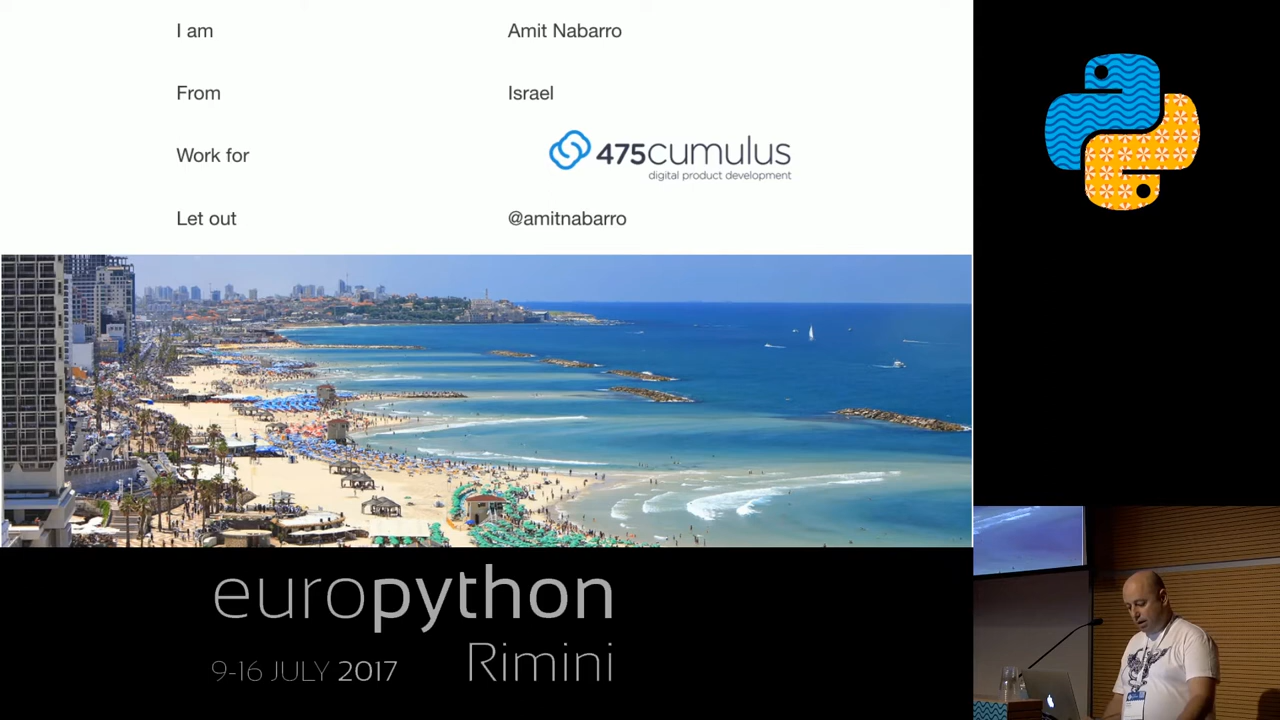 I am
Amit Nabarro
From
Israel
Work for
475cumulus
digital product development
Let out
@amitnabarro
europython
9-16 JULY 2017
Rimini